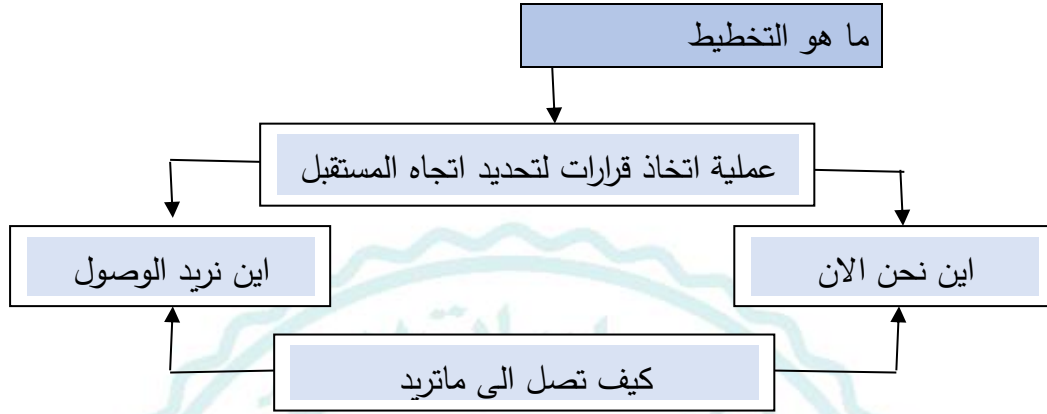 ما هو التخطيط
عملية اتخاذ قرارات لتحديد اتجاه المستقبل
اين نحن الان
اين نريد الوصول
كيف تصل الى ماتريد